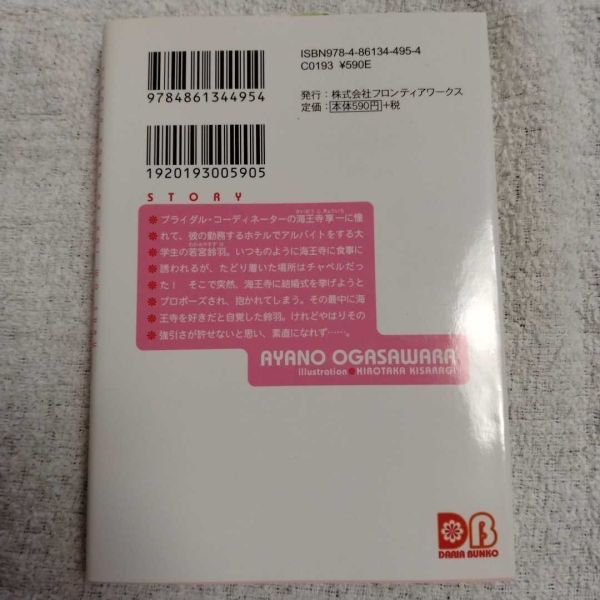 ISBN978-4-86134-495-4
C0193 ¥590E
9784861344954
発行：株式会社フロンティアワークス
定価：本体590円+税
1920193005905
STORY
ブライダル・コーディネーターの海王寺享一に憧
れて、彼の勤務するホテルでアルバイトをする大
学生の若宮鈴羽。いつものように海王寺に食事に
誘われるが、たどり着いた場所はチャペルだっ
た！ そこで突然、海王寺に結婚式を挙げようと
プロポーズされ、抱かれてしまう。その最中に海
王寺を好きだと自覚した鈴羽。けれどやはりその
強引さが許せないと思い、素直になれず……。
AYANO OGASAWARA
illustration●HIROTAKA KISARAGI
DB
DARIA BUNKO